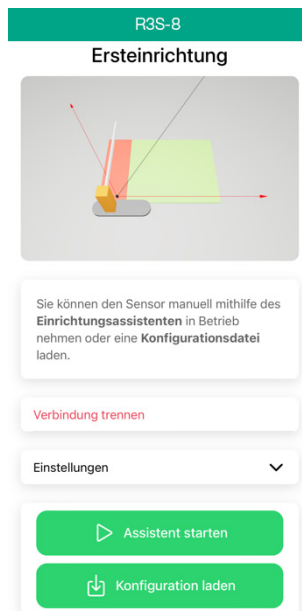 R3S-8
Ersteinrichtung
Sie können den Sensor manuell mithilfe des
Einrichtungsassistenten in Betrieb
nehmen oder eine Konfigurationsdatei
laden.
Verbindung trennen
Einstellungen
Assistent starten
Konfiguration laden